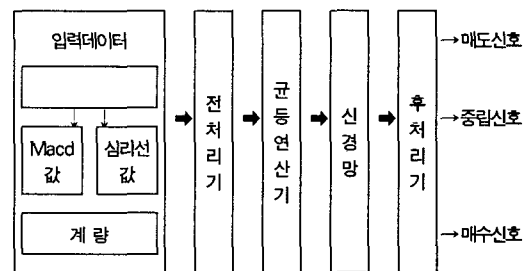 입력데이터
Macd
값
심리선
값
계 량
전
처
리
기
균
등
연
산
기
신
경
망
후
처
리
기
매도신호
중립신호
매수신호